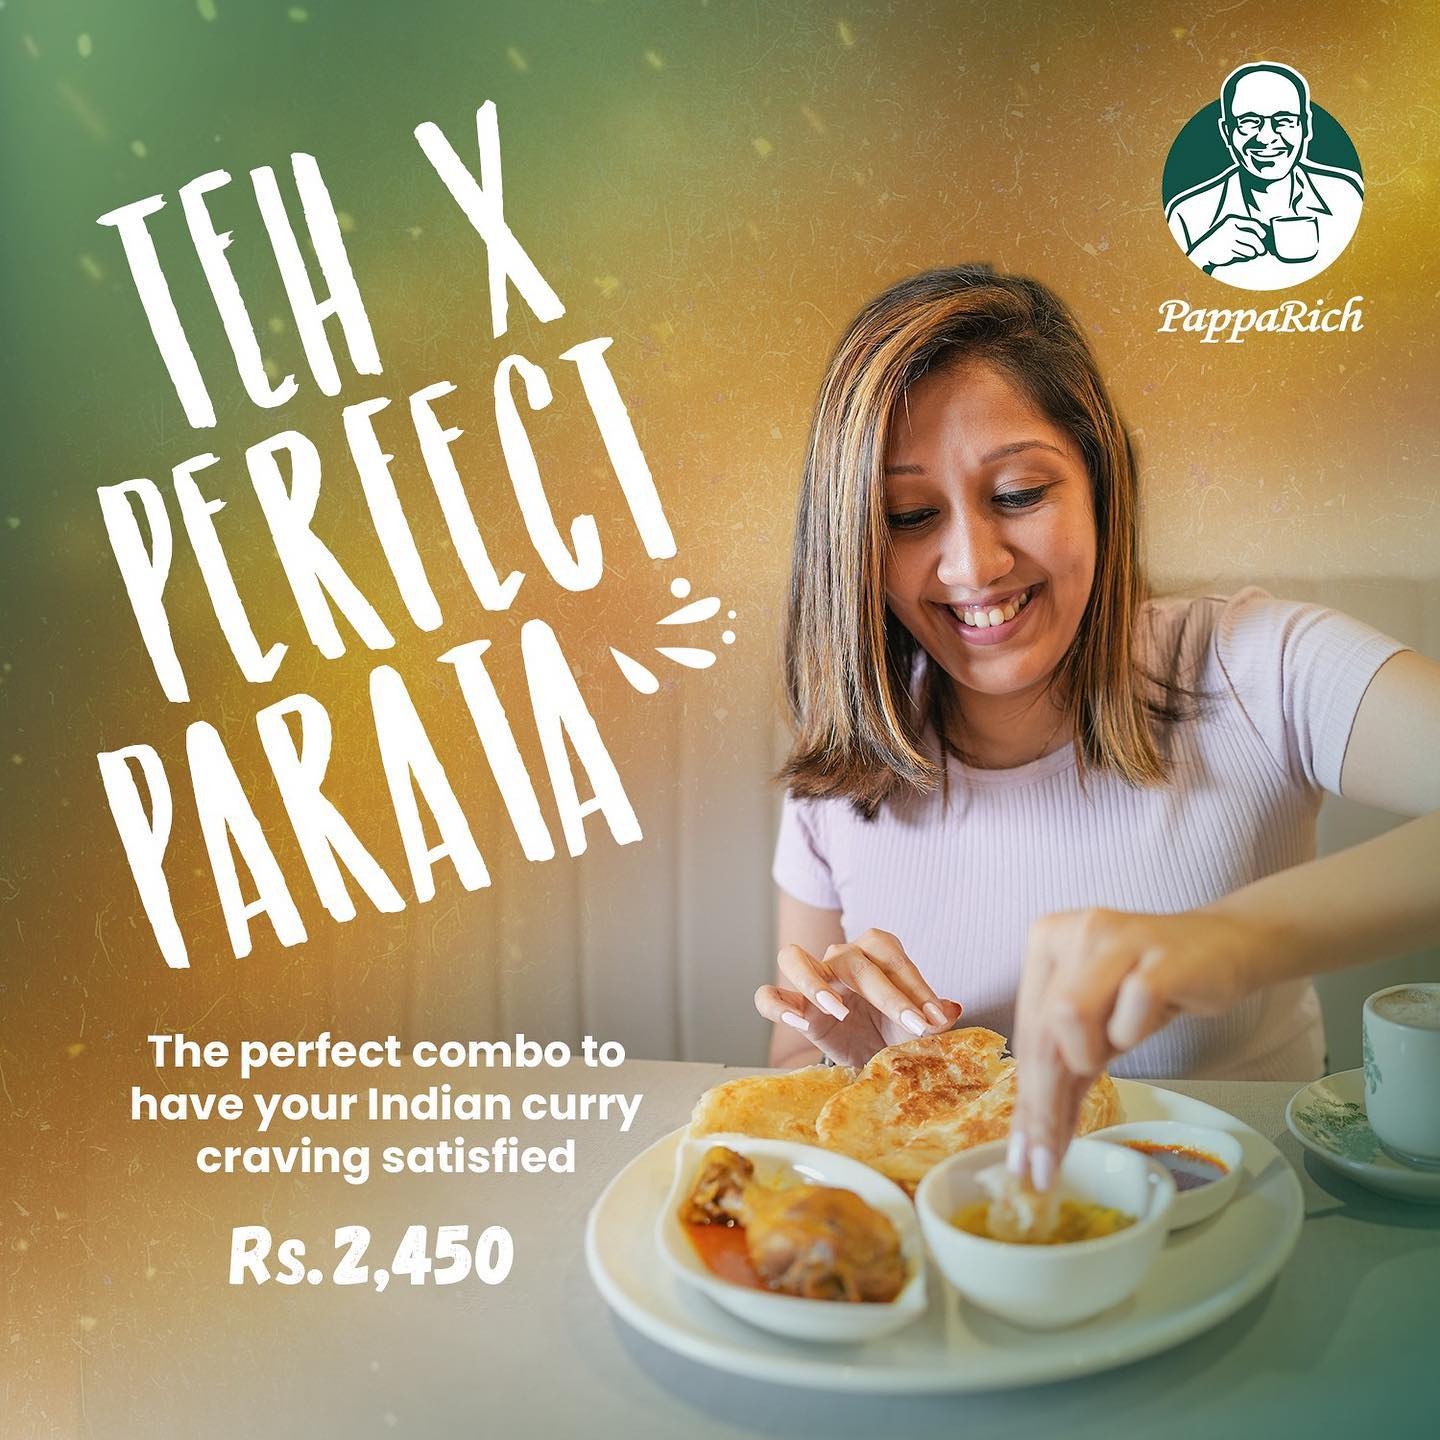 TEH X
PERFECT
PARATA
The perfect combo to
have your Indian curry
craving satisfied
Rs.2,450
PappaRich